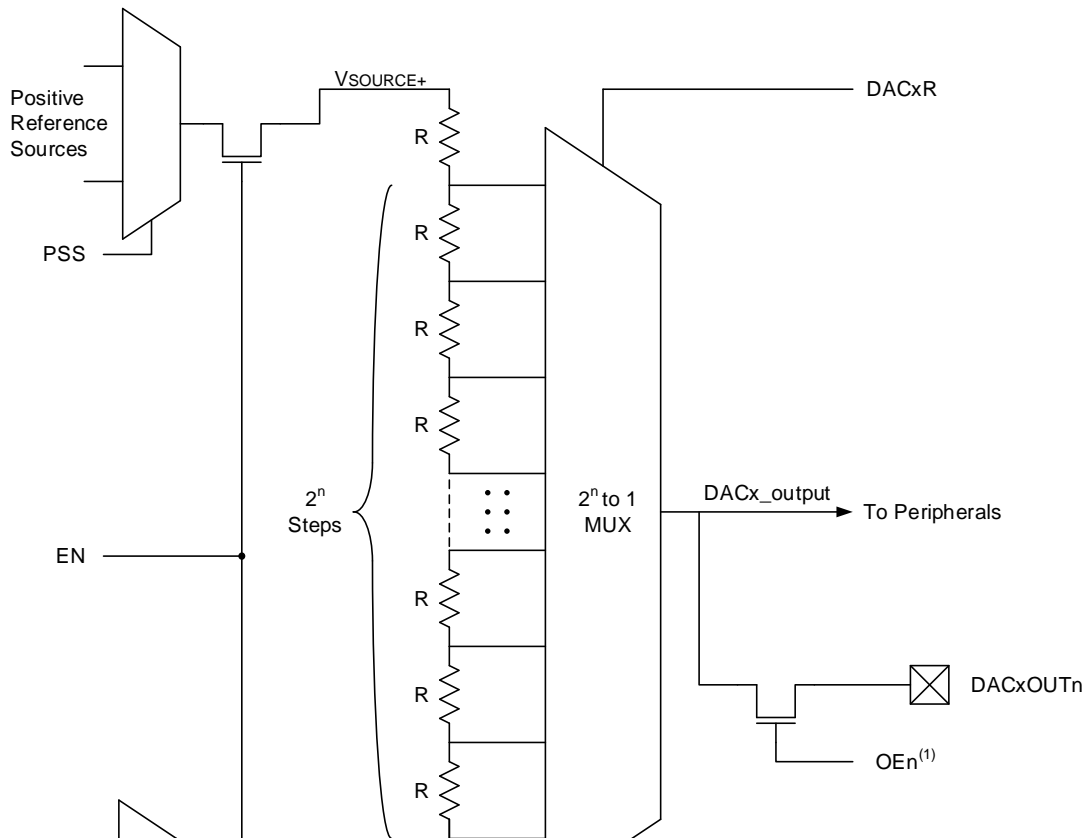 VSOURCE+
DACxR
Positive
Reference
Sources
R
R
PSS
R
R
2ⁿ
Steps
2ⁿ to 1
MUX
DACx_output
To Peripherals
EN
R
R
DACxOUTn
OEn⁽¹⁾
R